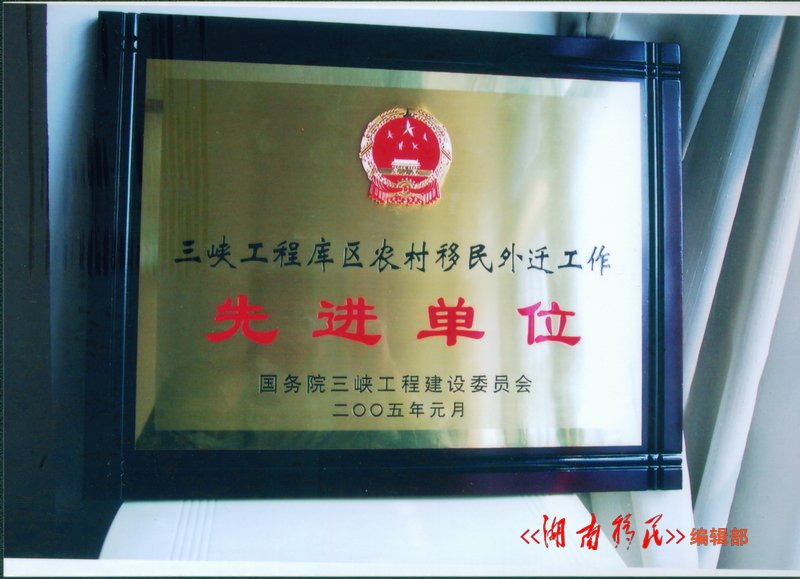 三峡工程库区农村移民外迁工作
先进单位
国务院三峡工程建设委员会
二〇〇五年元月
<<湖南移民>>编辑部